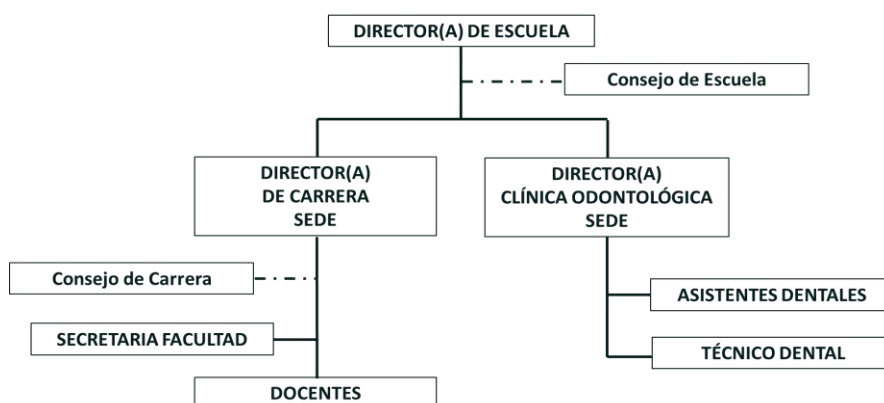 DIRECTOR(A) DE ESCUELA
Consejo de Escuela
DIRECTOR(A)
DE CARRERA
SEDE
DIRECTOR(A)
CLÍNICA ODONTOLÓGICA
SEDE
Consejo de Carrera
ASISTENTES DENTALES
SECRETARIA FACULTAD
TÉCNICO DENTAL
DOCENTES